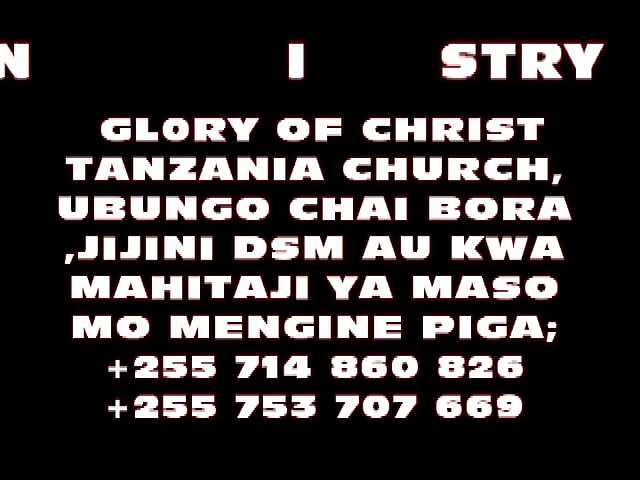 N I STRY
GLORY OF CHRIST
TANZANIA CHURCH,
UBUNGO CHAI BORA
,JIJINI DSM AU KWA
MAHITAJI YA MASO
MO MENGINE PIGA;
+255 714 860 826
+255 753 707 669